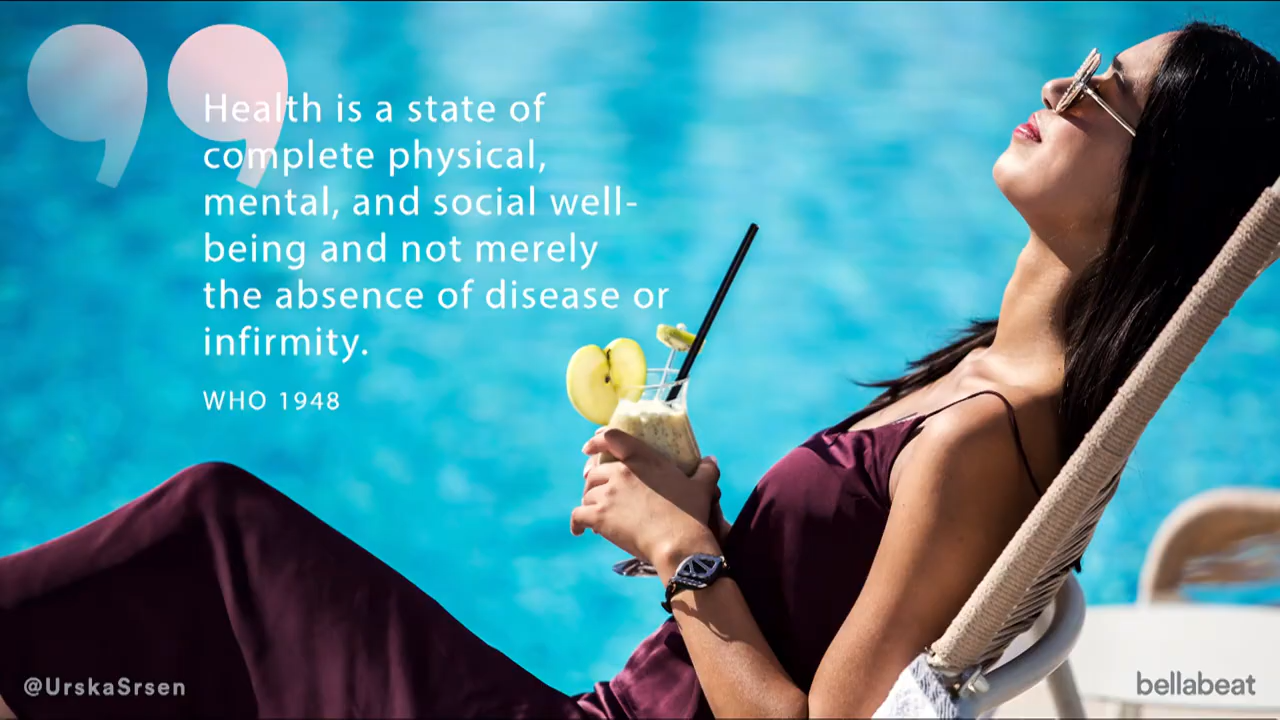 Health is a state of
complete physical,
mental, and social well-
being and not merely
the absence of disease or
infirmity.
WHO 1948
@UrskaSrsen
bellabeat